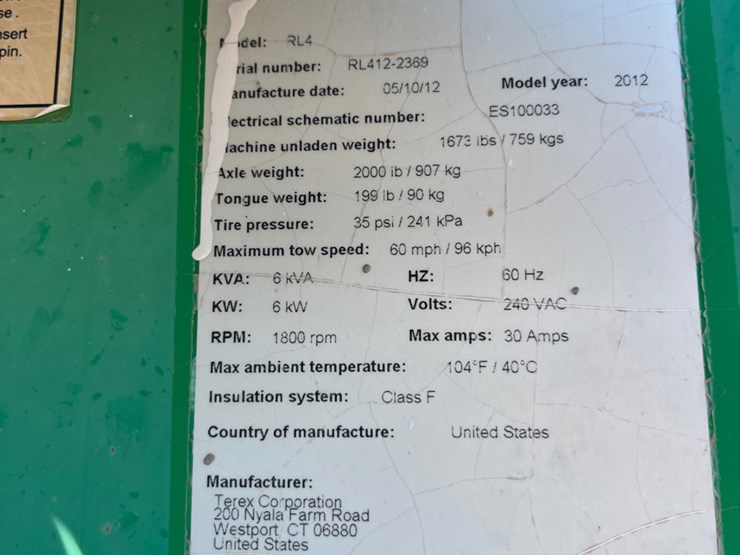 se.
nsert
pin.
Model: RL4
rial number: RL412-2369
anufacture date: 05/10/12 Model year: 2012
ectrical schematic number: ES100033
achine unladen weight: 1673 lbs / 759 kgs
Axle weight: 2000 lb / 907 kg
Tongue weight: 199 lb / 90 kg
Tire pressure: 35 psi / 241 kPa
Maximum tow speed: 60 mph / 96 kph
KVA: 6 kVA HZ: 60 Hz
KW: 6 kW Volts: 240 VAC
RPM: 1800 rpm Max amps: 30 Amps
Max ambient temperature: 104°F / 40°C
Insulation system: Class F
Country of manufacture: United States
Manufacturer:
Terex Corporation
200 Nyala Farm Road
Westport, CT 06880
United States